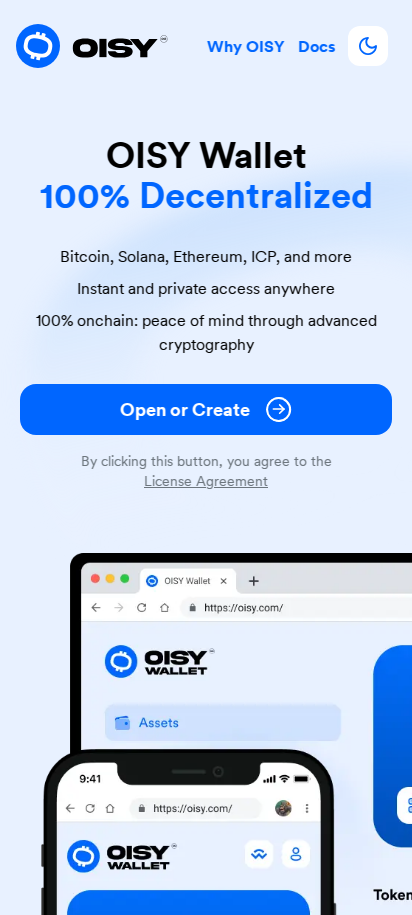 OISY
Why OISY
Docs
OISY Wallet
100% Decentralized
Bitcoin, Solana, Ethereum, ICP, and more
Instant and private access anywhere
100% onchain: peace of mind through advanced
cryptography
Open or Create
By clicking this button, you agree to the
License Agreement
OISY Wallet
https://oisy.com/
OISY
WALLET
Assets
9:41
https://oisy.com/
OISY
WALLET
Token